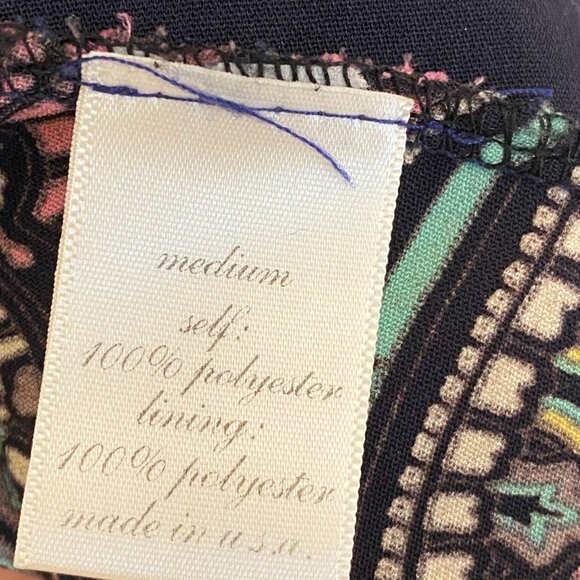 medium
self:
100% polyester
lining:
100% polyester
made in u.s.a.